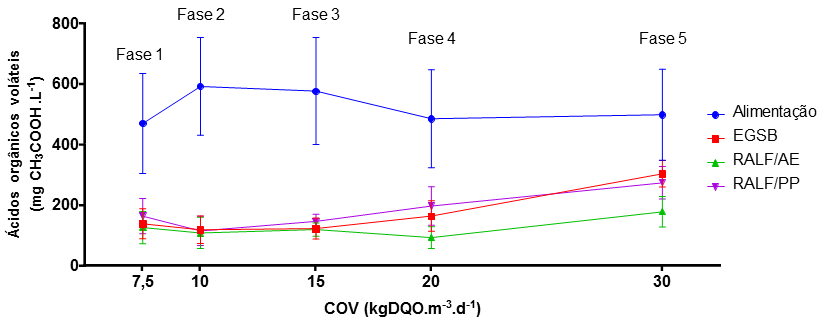 800
600
400
200
0
Ácidos orgánicos voláteis
(mg CH₃COOH.L⁻¹)
Fase 1
Fase 2
Fase 3
Fase 4
Fase 5
7,5
10
15
20
30
COV (kgDQO.m⁻³.d⁻¹)
Alimentação
EGSB
RALF/AE
RALF/PP